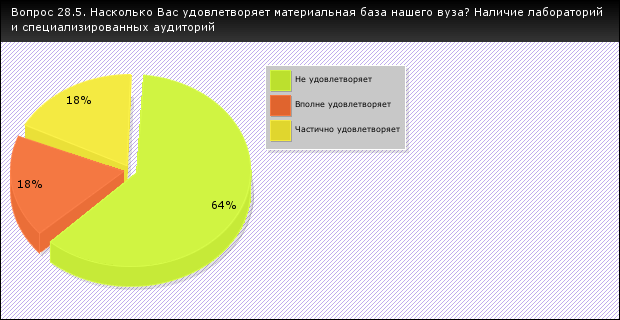 Вопрос 28.5. Насколько Вас удовлетворяет материальная база нашего вуза? Наличие лабораторий
и специализированных аудиторий
Не удовлетворяет
Вполне удовлетворяет
Частично удовлетворяет
18%
18%
64%